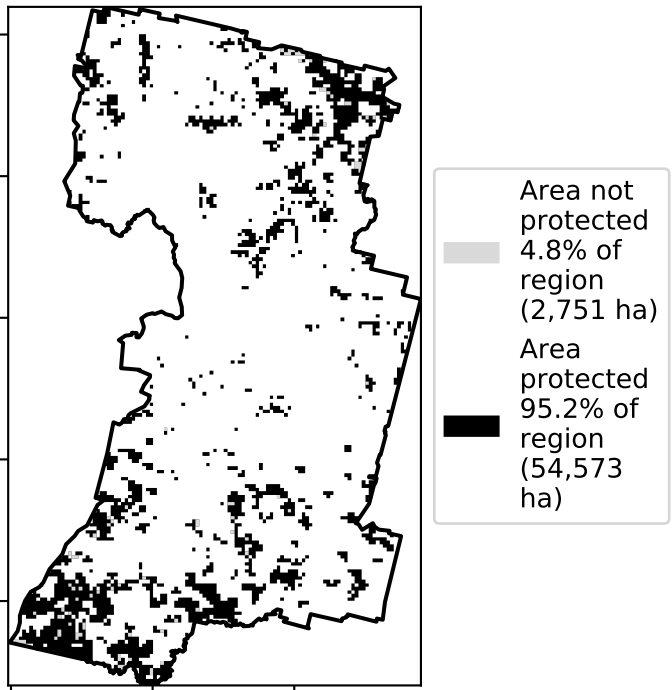 Area not
protected
4.8% of
region
(2,751 ha)
Area
protected
95.2% of
region
(54,573
ha)